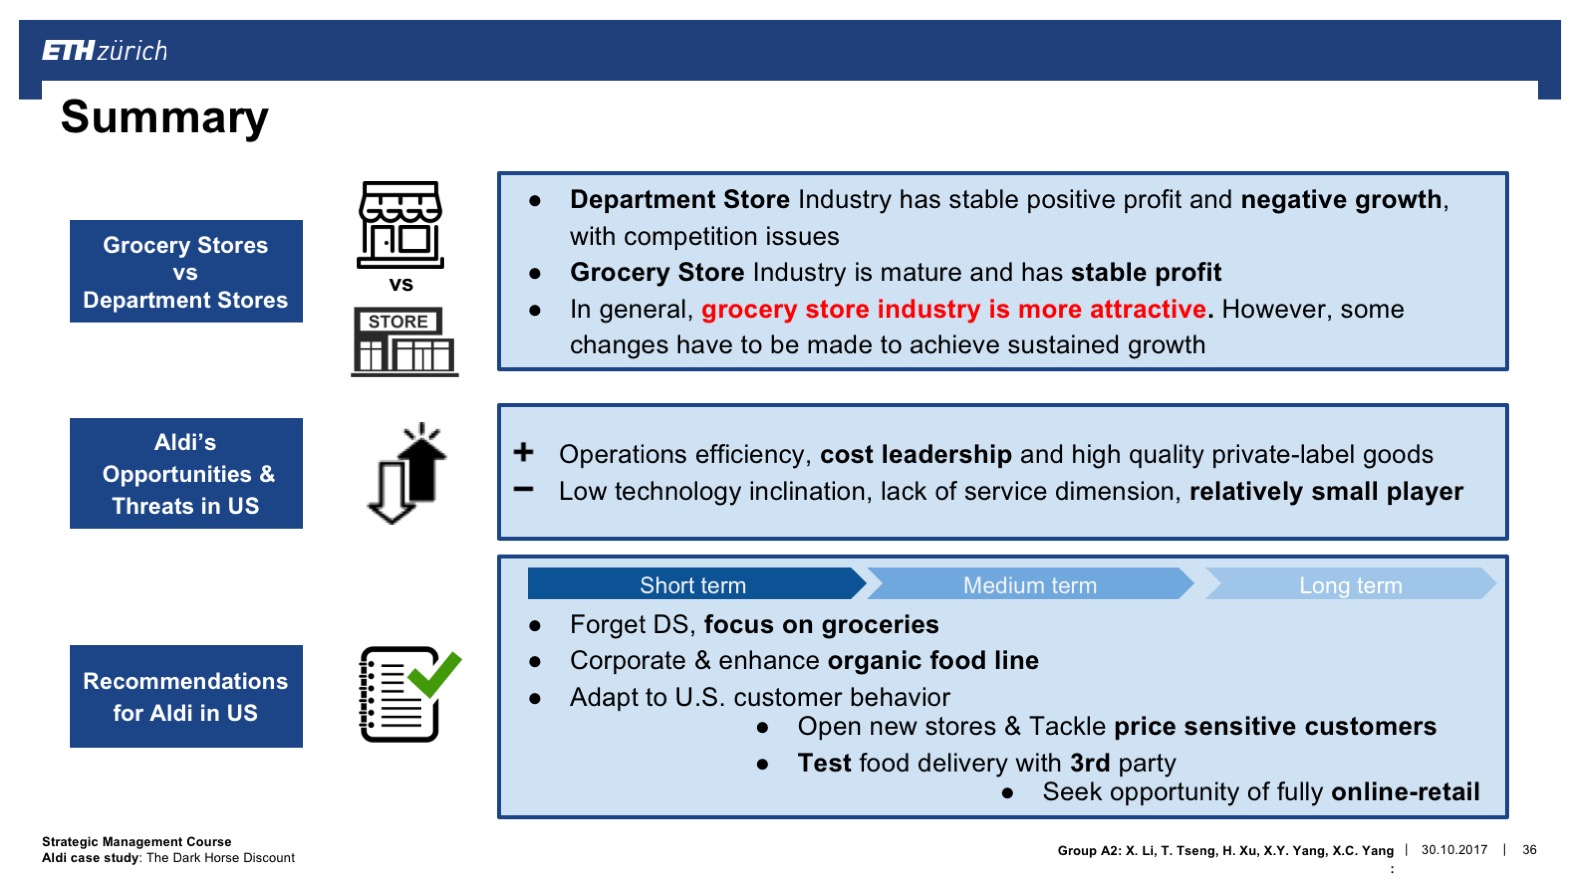 ETH zürich
Summary
Grocery Stores
vs
Department Stores
vs
STORE
● Department Store Industry has stable positive profit and negative growth,
with competition issues
● Grocery Store Industry is mature and has stable profit
● In general, grocery store industry is more attractive. However, some
changes have to be made to achieve sustained growth
Aldi’s
Opportunities &
Threats in US
+ Operations efficiency, cost leadership and high quality private-label goods
– Low technology inclination, lack of service dimension, relatively small player
Recommendations
for Aldi in US
Short term
Medium term
Long term
● Forget DS, focus on groceries
● Corporate & enhance organic food line
● Adapt to U.S. customer behavior
● Open new stores & Tackle price sensitive customers
● Test food delivery with 3rd party
● Seek opportunity of fully online-retail
Strategic Management Course
Aldi case study: The Dark Horse Discount
Group A2: X. Li, T. Tseng, H. Xu, X.Y. Yang, X.C. Yang | 30.10.2017 | 36
: